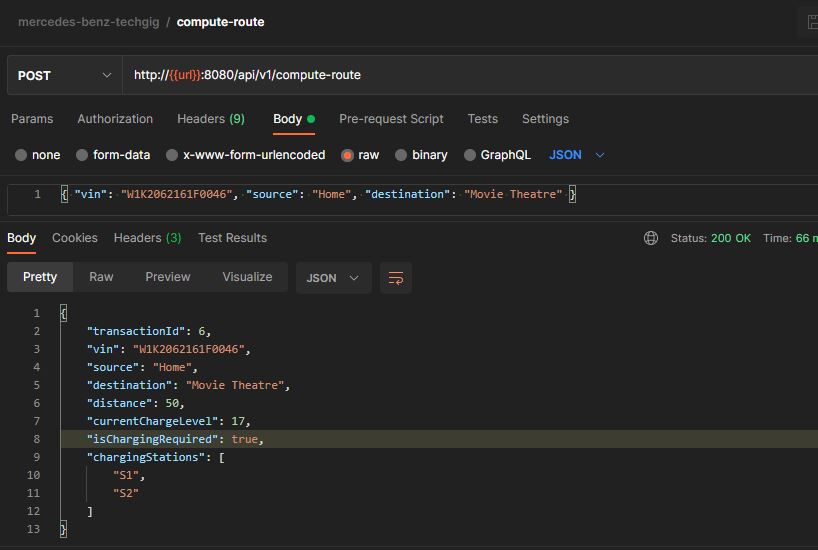 mercedes-benz-techgig / compute-route
POST http://{{url}}:8080/api/v1/compute-route
Params Authorization Headers (9) Body Pre-request Script Tests Settings
none form-data x-www-form-urlencoded raw binary GraphQL JSON
1 { "vin": "W1K2062161F0046", "source": "Home", "destination": "Movie Theatre" }
Body Cookies Headers (3) Test Results Status: 200 OK Time: 66 m
Pretty Raw Preview Visualize JSON
1 {
2 "transactionId": 6,
3 "vin": "W1K2062161F0046",
4 "source": "Home",
5 "destination": "Movie Theatre",
6 "distance": 50,
7 "currentChargeLevel": 17,
8 "isChargingRequired": true,
9 "chargingStations": [
10 "S1",
11 "S2"
12 ]
13 }